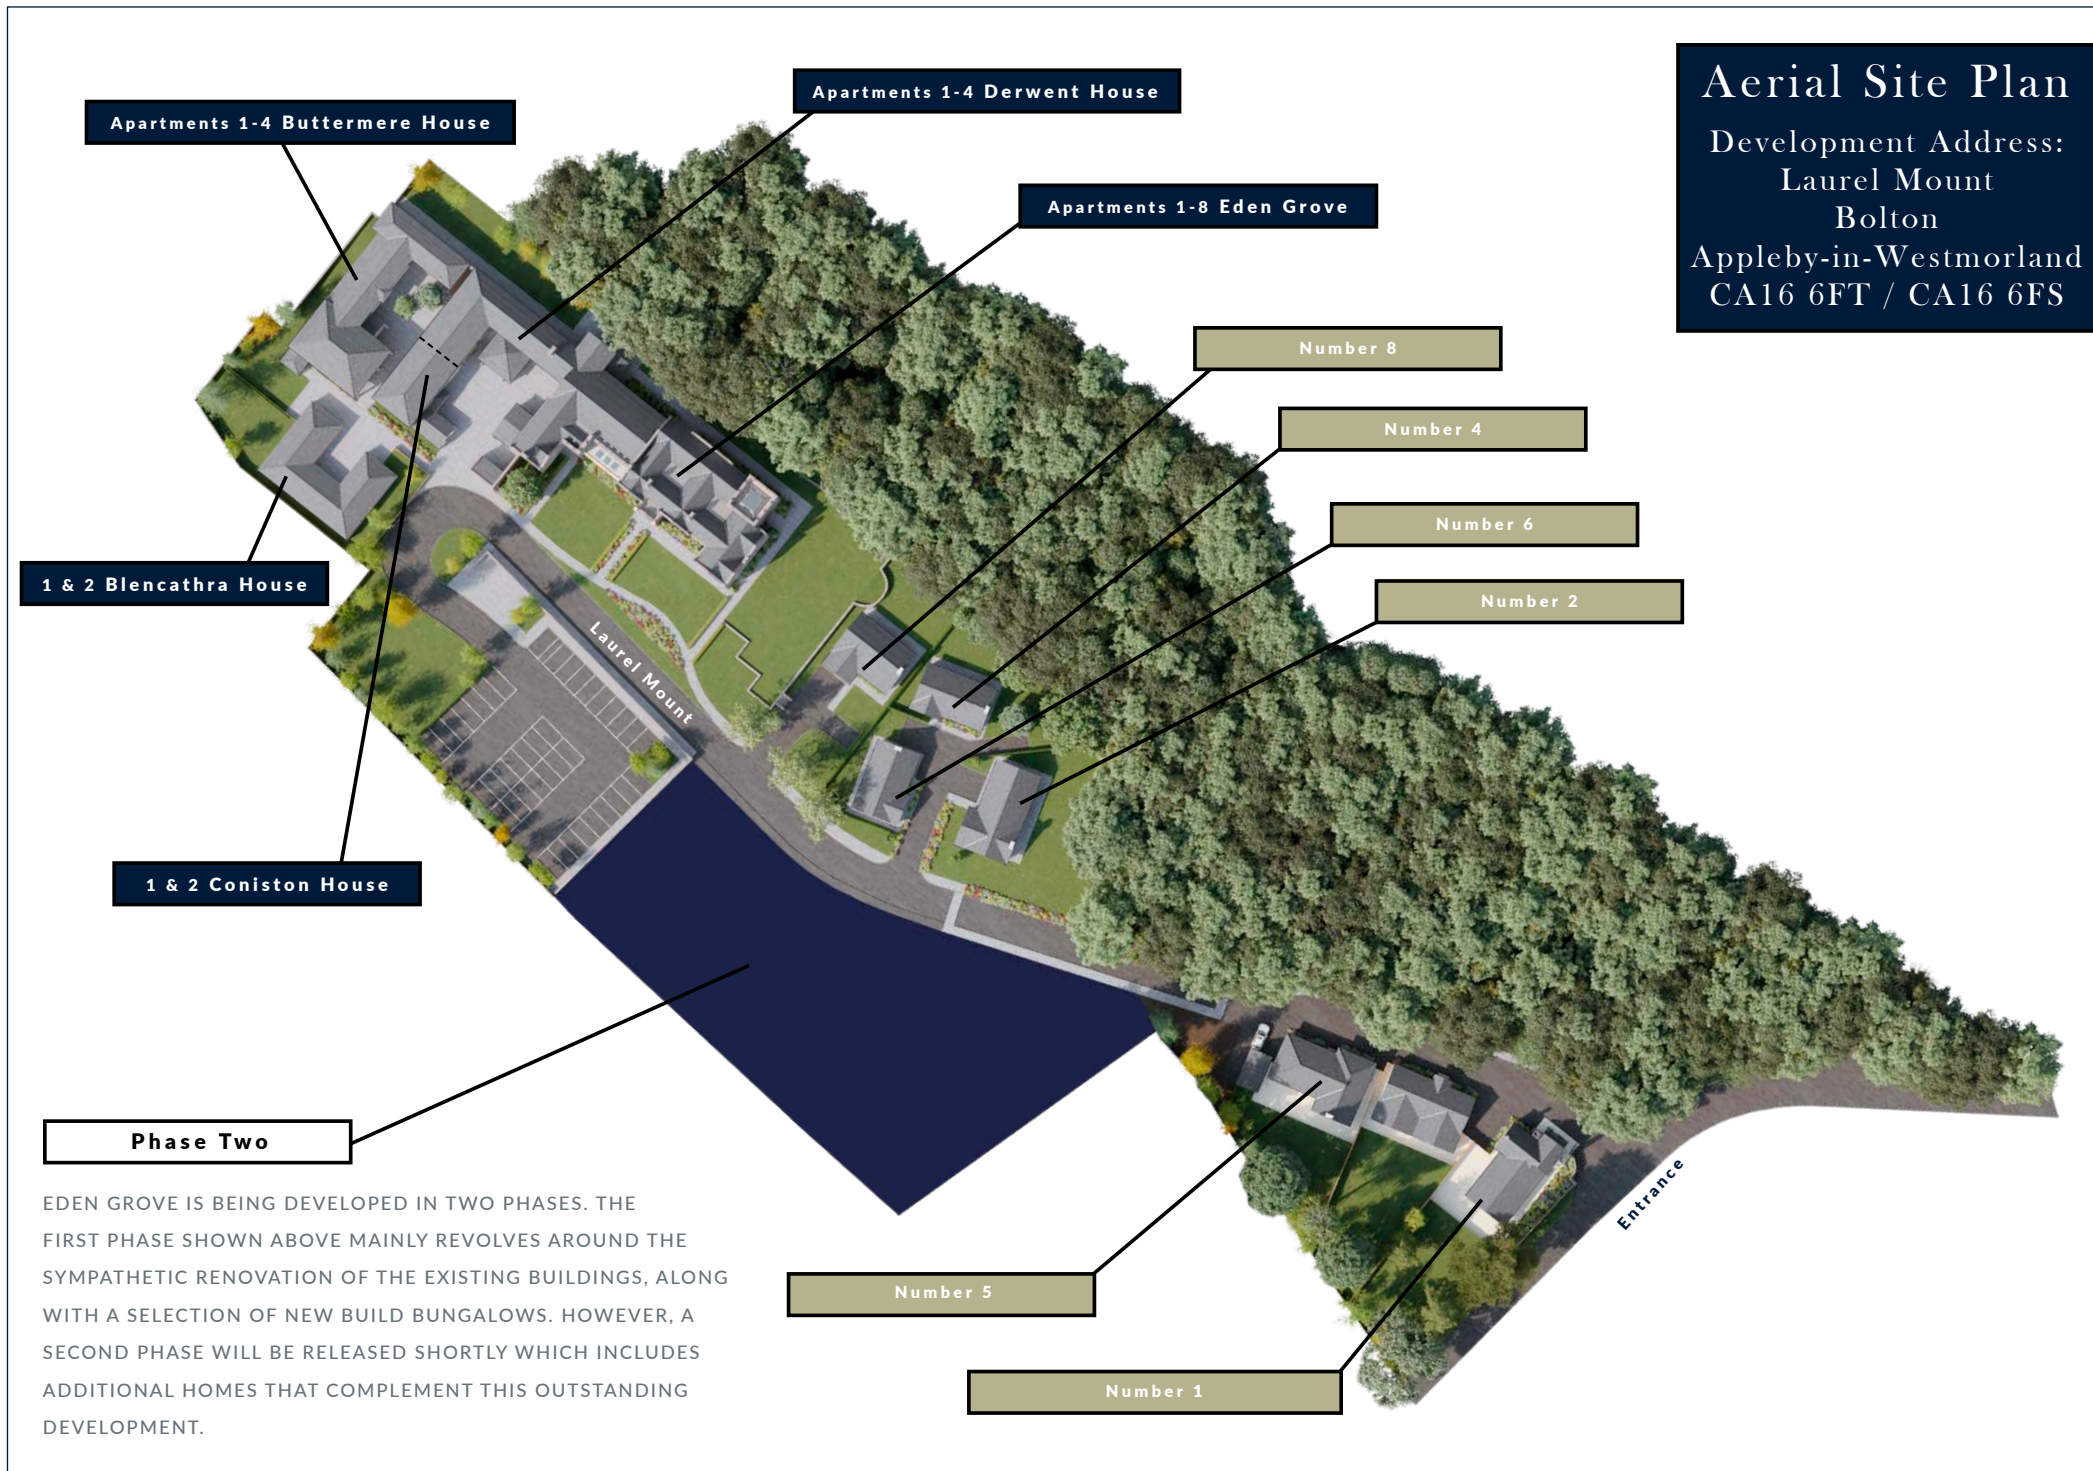 Aerial Site Plan
Development Address:
Laurel Mount
Bolton
Appleby-in-Westmorland
CA16 6FT / CA16 6FS
Apartments 1-4 Derwent House
Apartments 1-4 Buttermere House
Apartments 1-8 Eden Grove
Number 8
Number 4
Number 6
Number 2
1 & 2 Blencathra House
Laurel Mount
1 & 2 Coniston House
Phase Two
Entrance
EDEN GROVE IS BEING DEVELOPED IN TWO PHASES. THE
FIRST PHASE SHOWN ABOVE MAINLY REVOLVES AROUND THE
SYMPATHETIC RENOVATION OF THE EXISTING BUILDINGS, ALONG
WITH A SELECTION OF NEW BUILD BUNGALOWS. HOWEVER, A
SECOND PHASE WILL BE RELEASED SHORTLY WHICH INCLUDES
ADDITIONAL HOMES THAT COMPLEMENT THIS OUTSTANDING
DEVELOPMENT.
Number 5
Number 1